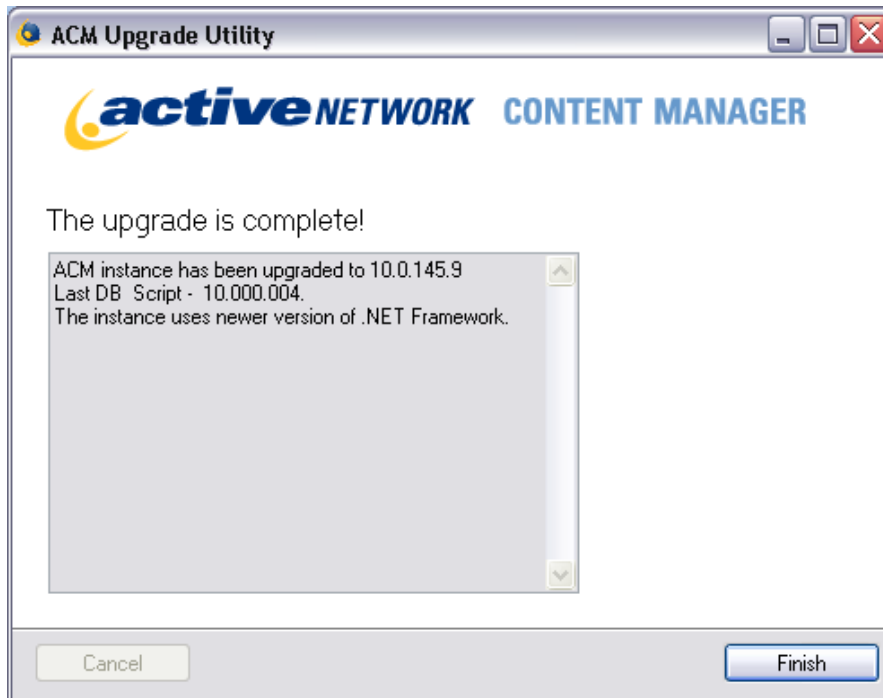 ACM Upgrade Utility
active NETWORK CONTENT MANAGER
The upgrade is complete!
ACM instance has been upgraded to 10.0.145.9
Last DB Script - 10.000.004.
The instance uses newer version of .NET Framework.
Cancel Finish